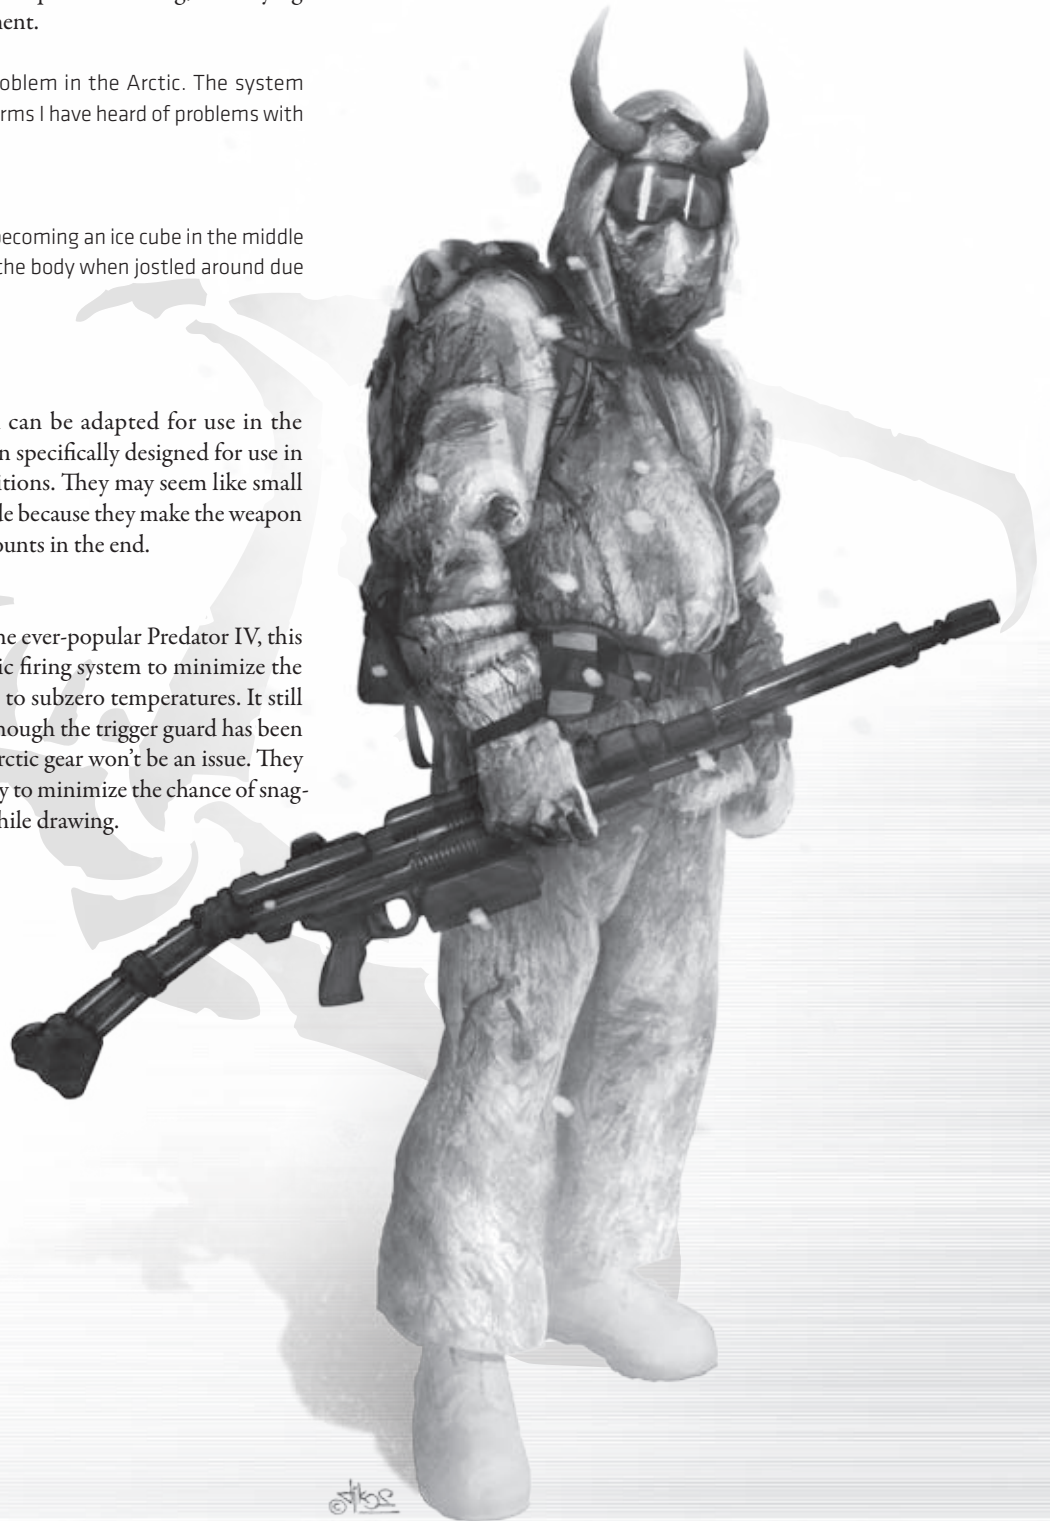 nent.
oblem in the Arctic. The system
rms I have heard of problems with
becoming an ice cube in the middle
the body when jostled around due
can be adapted for use in the
n specifically designed for use in
itions. They may seem like small
le because they make the weapon
ounts in the end.
he ever-popular Predator IV, this
ic firing system to minimize the
to subzero temperatures. It still
hough the trigger guard has been
rctic gear won't be an issue. They
y to minimize the chance of snag-
hile drawing.